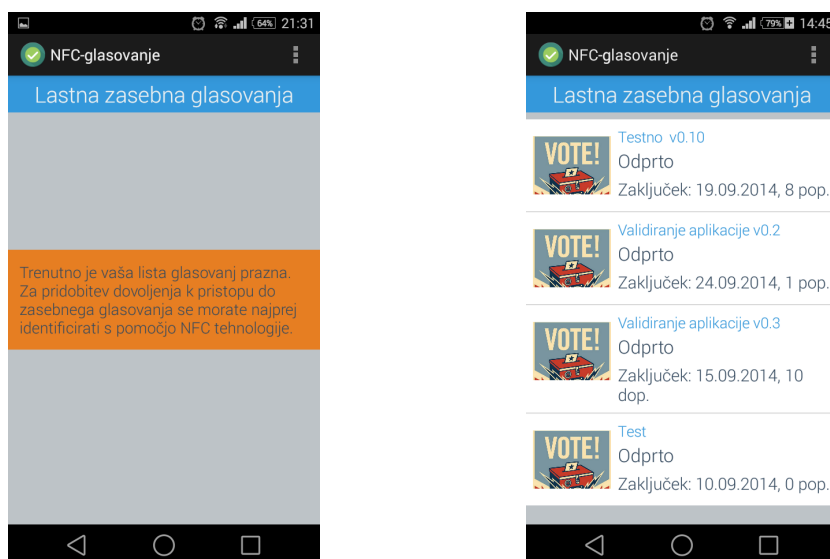 64% 21:31
NFC-glasovanje
Lastna zasebna glasovanja
Trenutno je vaša lista glasovanj prazna.
Za pridobitev dovoljenja k pristopu do
zasebnega glasovanja se morate najprej
identificirati s pomočjo NFC tehnologije.
79% 14:45
NFC-glasovanje
Lastna zasebna glasovanja
VOTE!
Testno v0.10
Odprto
Zaključek: 19.09.2014, 8 pop.
VOTE!
Validiranje aplikacije v0.2
Odprto
Zaključek: 24.09.2014, 1 pop.
VOTE!
Validiranje aplikacije v0.3
Odprto
Zaključek: 15.09.2014, 10
dop.
VOTE!
Test
Odprto
Zaključek: 10.09.2014, 0 pop.